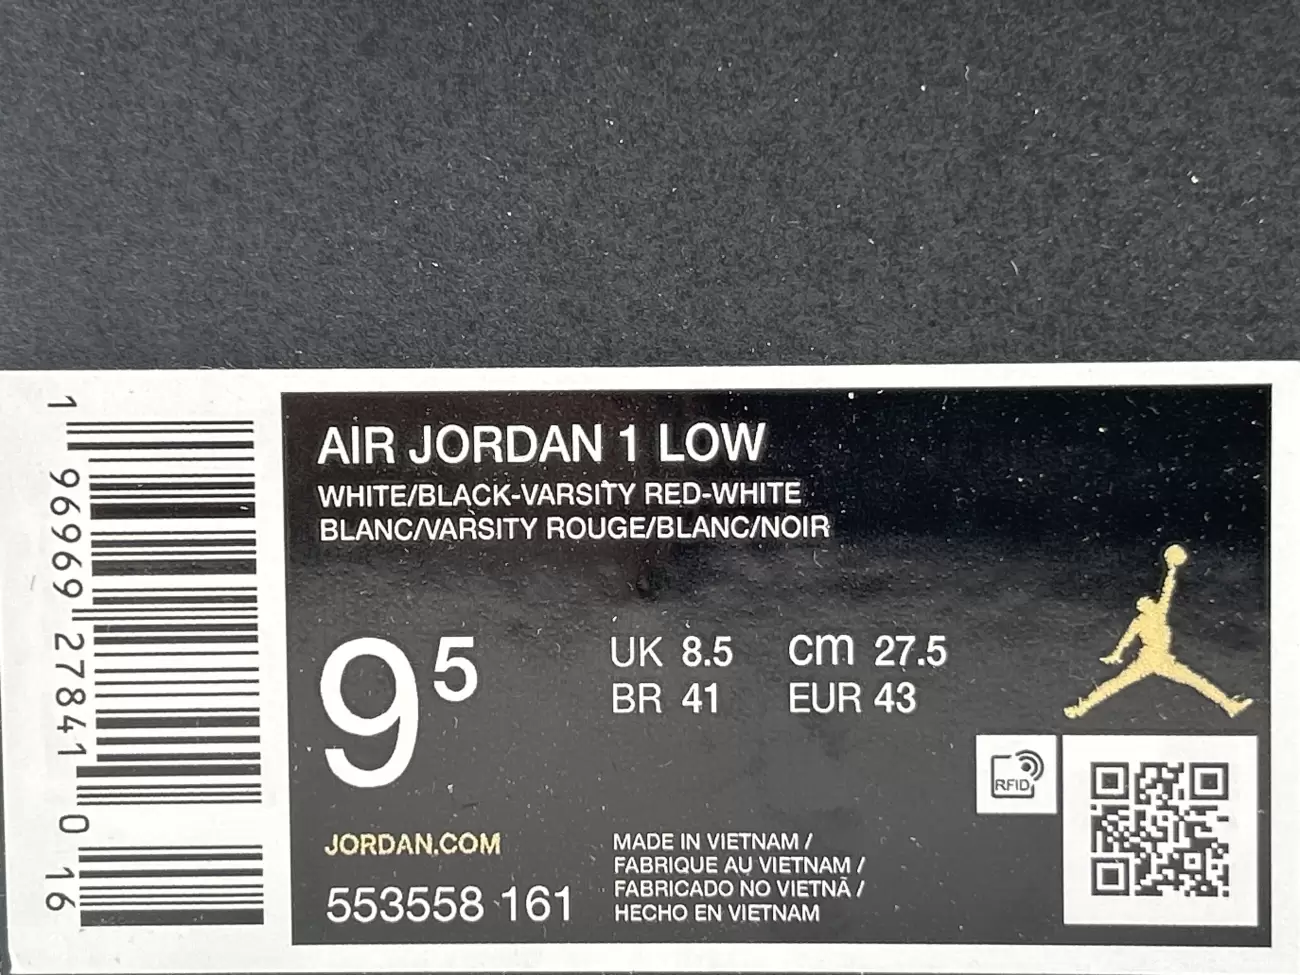 AIR JORDAN 1 LOW
WHITE/BLACK-VARSITY RED-WHITE
BLANC/VARSITY ROUGE/BLANC/NOIR
9 5
UK 8.5 cm 27.5
BR 41 EUR 43
RFID
JORDAN.COM
553558 161
MADE IN VIETNAM /
FABRIQUE AU VIETNAM /
FABRICADO NO VIETNÃ /
HECHO EN VIETNAM
1 96969 27841 0 16